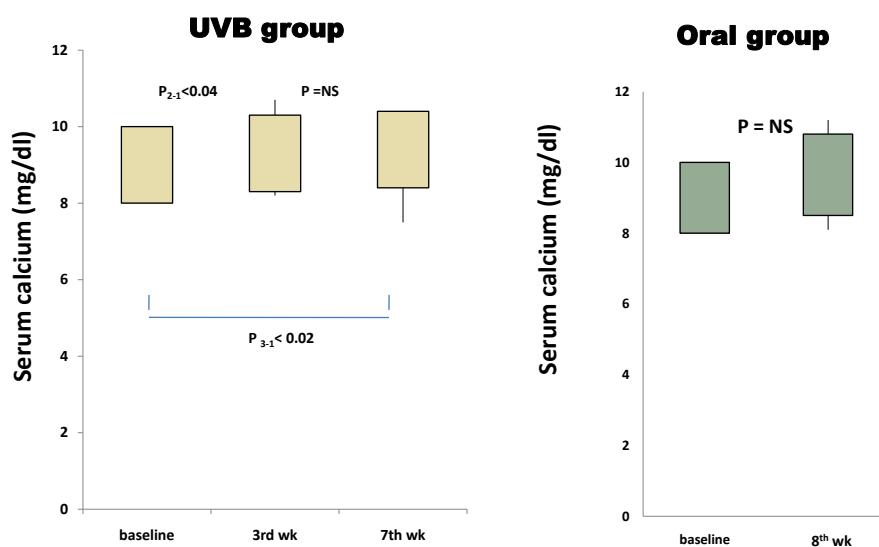 UVB group
12
10
8
6
4
2
0
Serum calcium (mg/dl)
P2-1<0.04
P =NS
P 3-1< 0.02
baseline
3rd wk
7th wk
Oral group
12
10
8
6
4
2
0
Serum calcium (mg/dl)
P = NS
baseline
8th wk